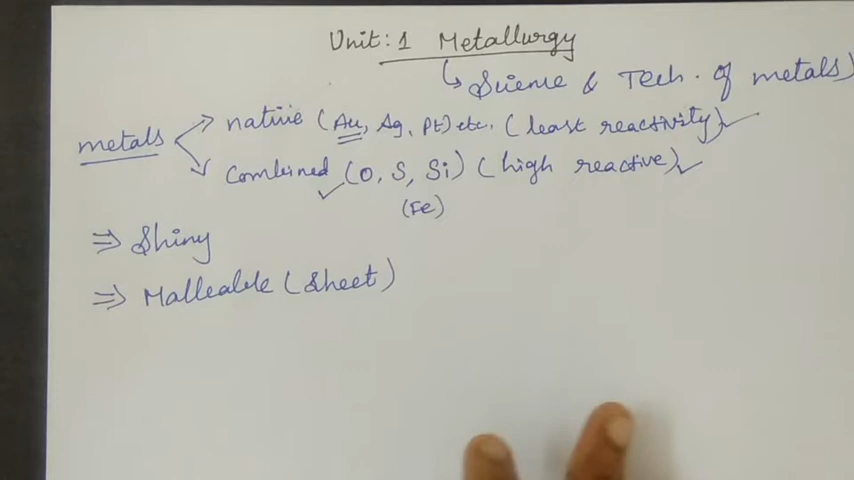 Unit: 1 Metallurgy
↳ Science & Tech. of metals)
metals → native (Au, Ag, Pt) etc. (least reactivity) ✓
→ Combined (O, S, Si) (high reactive) ✓
(Fe)
⇒ Shiny
⇒ Malleable (Sheet)